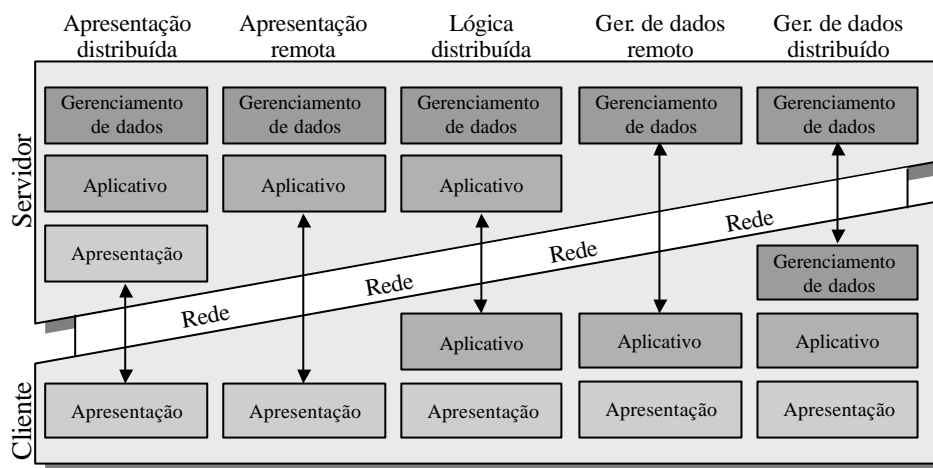 Apresentação
distribuída
Apresentação
remota
Lógica
distribuída
Ger. de dados
remoto
Ger. de dados
distribuído
Servidor
Gerenciamento
de dados
Gerenciamento
de dados
Gerenciamento
de dados
Gerenciamento
de dados
Gerenciamento
de dados
Aplicativo
Aplicativo
Aplicativo
Apresentação
Rede
Rede
Rede
Rede
Gerenciamento
de dados
Cliente
Aplicativo
Aplicativo
Aplicativo
Apresentação
Apresentação
Apresentação
Apresentação
Apresentação